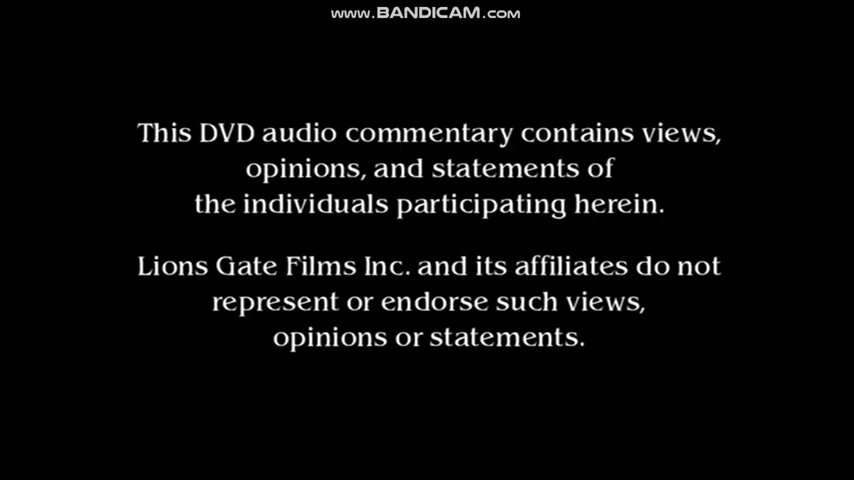 www.BANDICAM.com
This DVD audio commentary contains views,
opinions, and statements of
the individuals participating herein.
Lions Gate Films Inc. and its affiliates do not
represent or endorse such views,
opinions or statements.